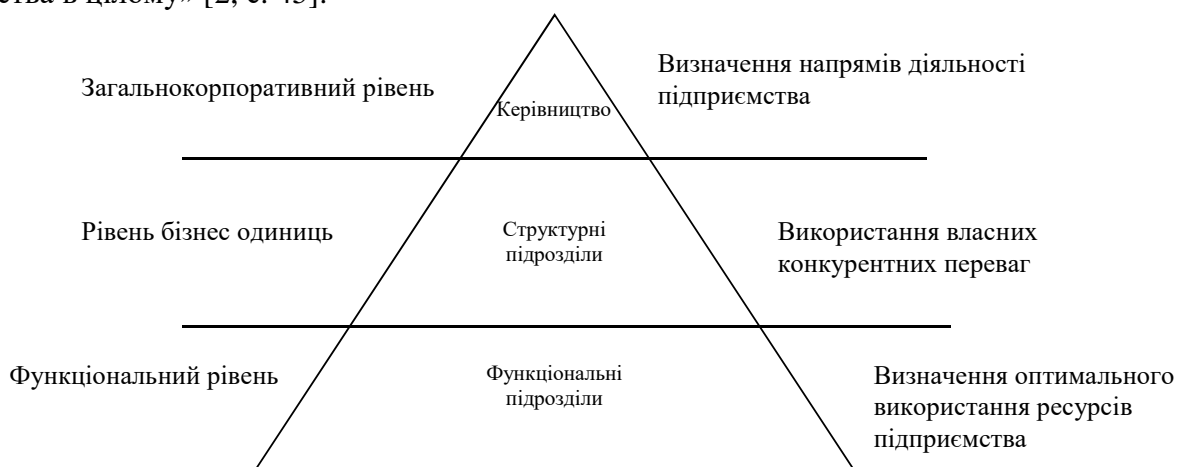 ства в цілому» [2, с. 45].
Загальнокорпоративний рівень
Керівництво
Визначення напрямів діяльності
підприємства
Рівень бізнес одиниць
Структурні
підрозділи
Використання власних
конкурентних переваг
Функціональний рівень
Функціональні
підрозділи
Визначення оптимального
використання ресурсів
підприємства